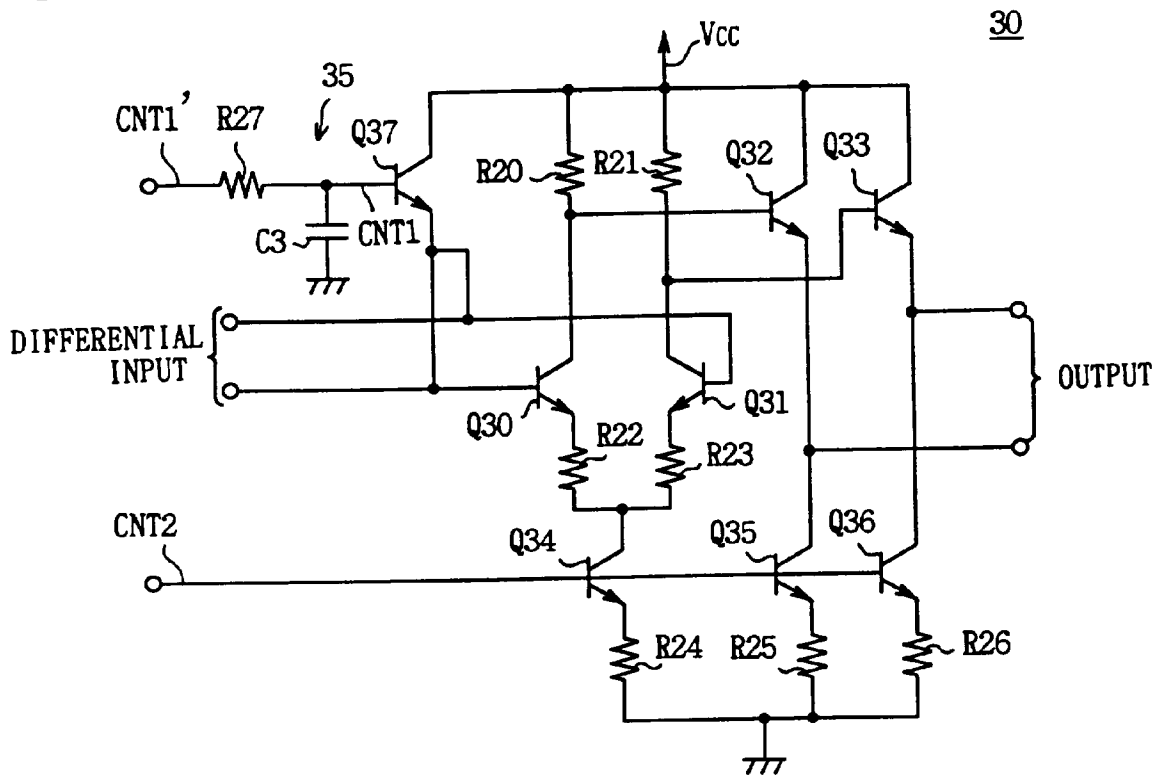 30
Vcc
35
CNT1' R27 Q37
R20 R21 Q32 Q33
C3 CNT1
DIFFERENTIAL
INPUT
OUTPUT
Q30 Q31
R22 R23
CNT2
Q34 Q35 Q36
R24 R25 R26